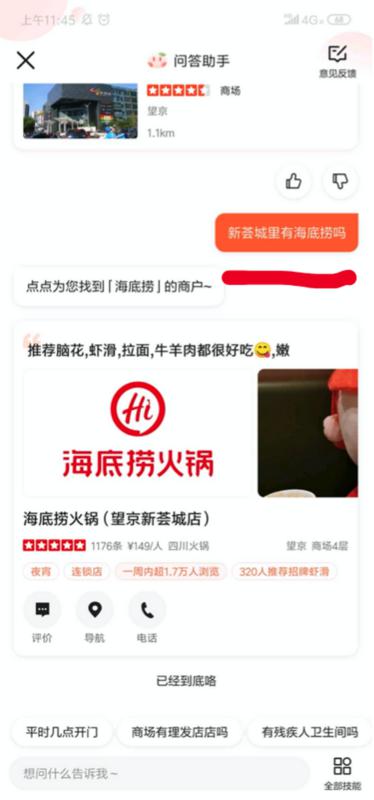 上午11:45
4G
68
问答助手
意见反馈
商场
望京
1.1km
新荟城里有海底捞吗
点点为您找到「海底捞」的商户~
推荐脑花,虾滑,拉面,牛羊肉都很好吃😋,嫩
Hi
海底捞火锅
海底捞火锅（望京新荟城店）
1176条 ¥149/人 四川火锅 望京 商场4层
夜宵 连锁店 一周内超1.7万人浏览 320人推荐招牌虾滑
评价 导航 电话
已经到底咯
平时几点开门 商场有理发店店吗 有残疾人卫生间吗
想问什么告诉我~
全部技能